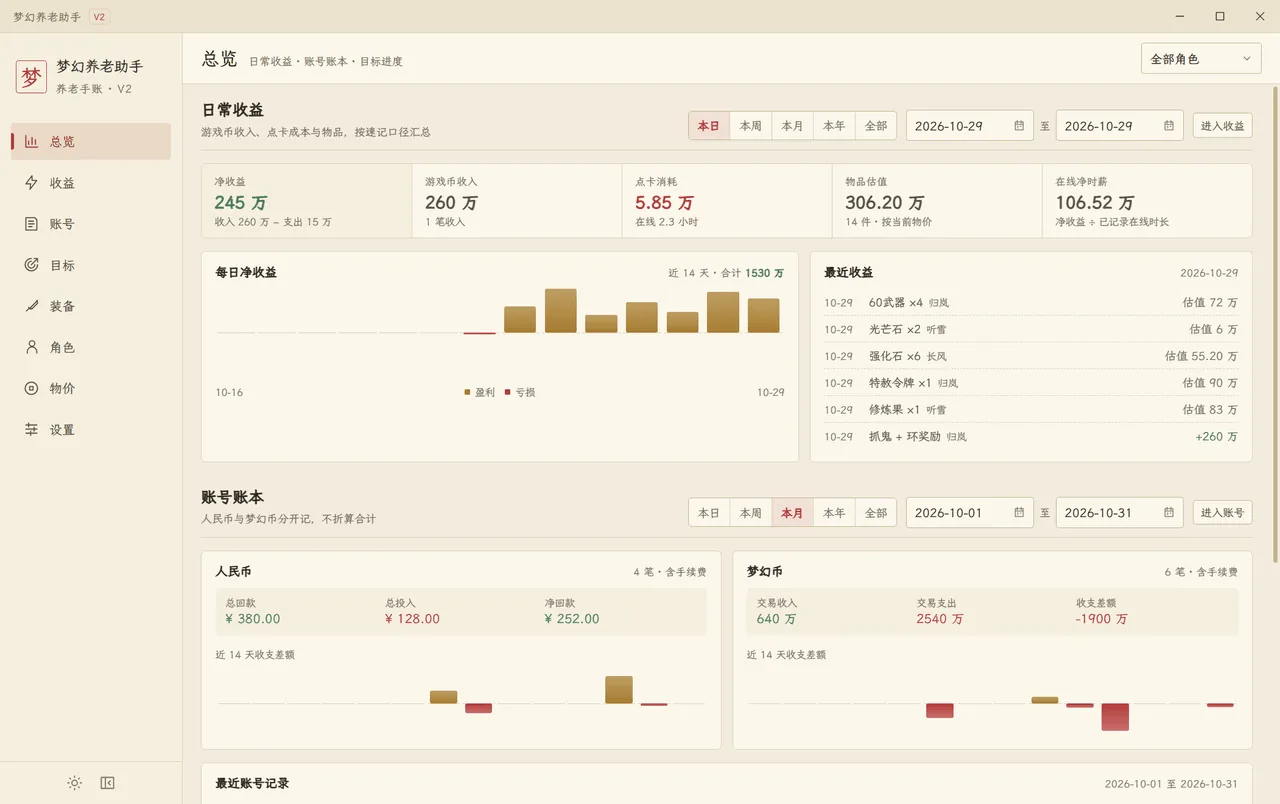 梦幻养老助手 V2
梦
梦幻养老助手
养老手账·V2
总览
收益
账号
目标
装备
角色
物价
设置
总览 日常收益·账号账本·目标进度
全部角色
日常收益
游戏币收入、点卡成本与物品，按速记口径汇总
本日 本周 本月 本年 全部 2026-10-29 至 2026-10-29 进入收益
净收益
245 万
收入 260 万 − 支出 15 万
游戏币收入
260 万
1 笔收入
点卡消耗
5.85 万
在线 2.3 小时
物品估值
306.20 万
14 件·按当前物价
在线净时薪
106.52 万
净收益 ÷ 已记录在线时长
每日净收益 近 14 天·合计 1530 万
10-16 盈利 亏损 10-29
最近收益 2026-10-29
10-29 60武器 ×4 归岚 估值 72 万
10-29 光芒石 ×2 听雪 估值 6 万
10-29 强化石 ×6 长风 估值 55.20 万
10-29 特赦令牌 ×1 归岚 估值 90 万
10-29 修炼果 ×1 听雪 估值 83 万
10-29 抓鬼 + 环奖励 归岚 +260 万
账号账本
人民币与梦幻币分开记，不折算合计
本日 本周 本月 本年 全部 2026-10-01 至 2026-10-31 进入账号
人民币 4 笔·含手续费
总回款 总投入 净回款
¥ 380.00 ¥ 128.00 ¥ 252.00
近 14 天收支差额
梦幻币 6 笔·含手续费
交易收入 交易支出 收支差额
640 万 2540 万 -1900 万
近 14 天收支差额
最近账号记录 2026-10-01 至 2026-10-31